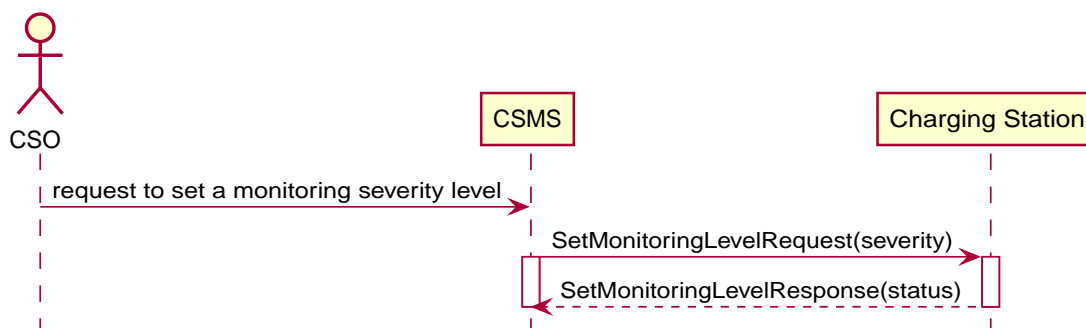 CSO
CSMS
Charging Station
request to set a monitoring severity level
SetMonitoringLevelRequest(severity)
SetMonitoringLevelResponse(status)